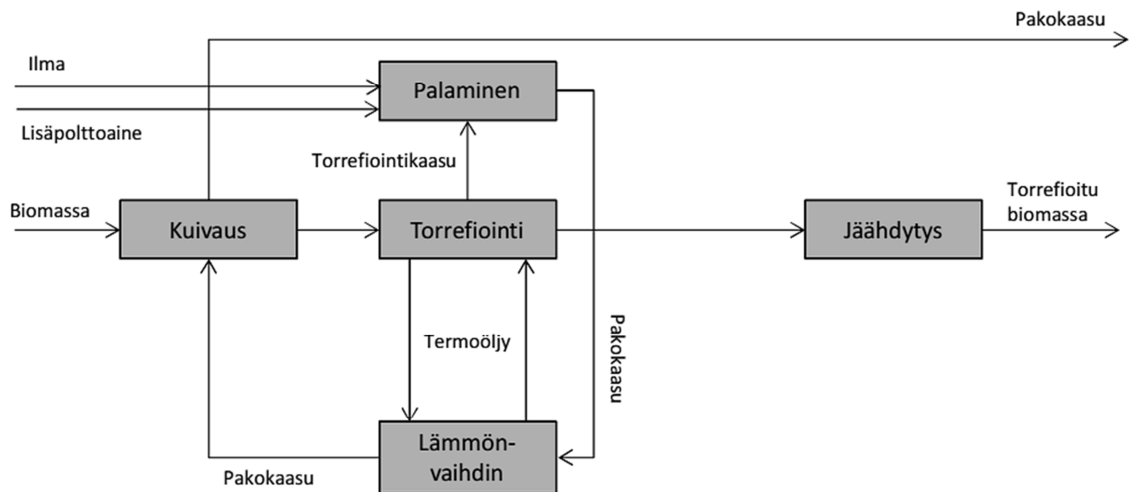 Pakokaasu
Ilma
Palaminen
Lisäpolttoaine
Torrefiointikaasu
Biomassa
Kuivaus
Torrefiointi
Jäähdytys
Torrefioitu
biomassa
Termoöljy
Pakokaasu
Lämmön-
vaihdin
Pakokaasu